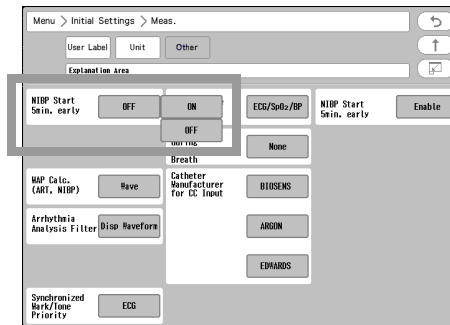 Menu > Initial Settings > Meas.
User Label Unit Other
Explanation Area
NIBP Start
5min. early
OFF
ON
OFF
ECG/SpO2/BP
NIBP Start
5min. early
Enable
during
Breath
None
MAP Calc.
(ART, NIBP)
Wave
Catheter
Manufacturer
for CC Input
BIOSENS
Arrhythmia
Analysis Filter
Disp Waveform
ARGON
EDWARDS
Synchronized
Mark/Tone
Priority
ECG